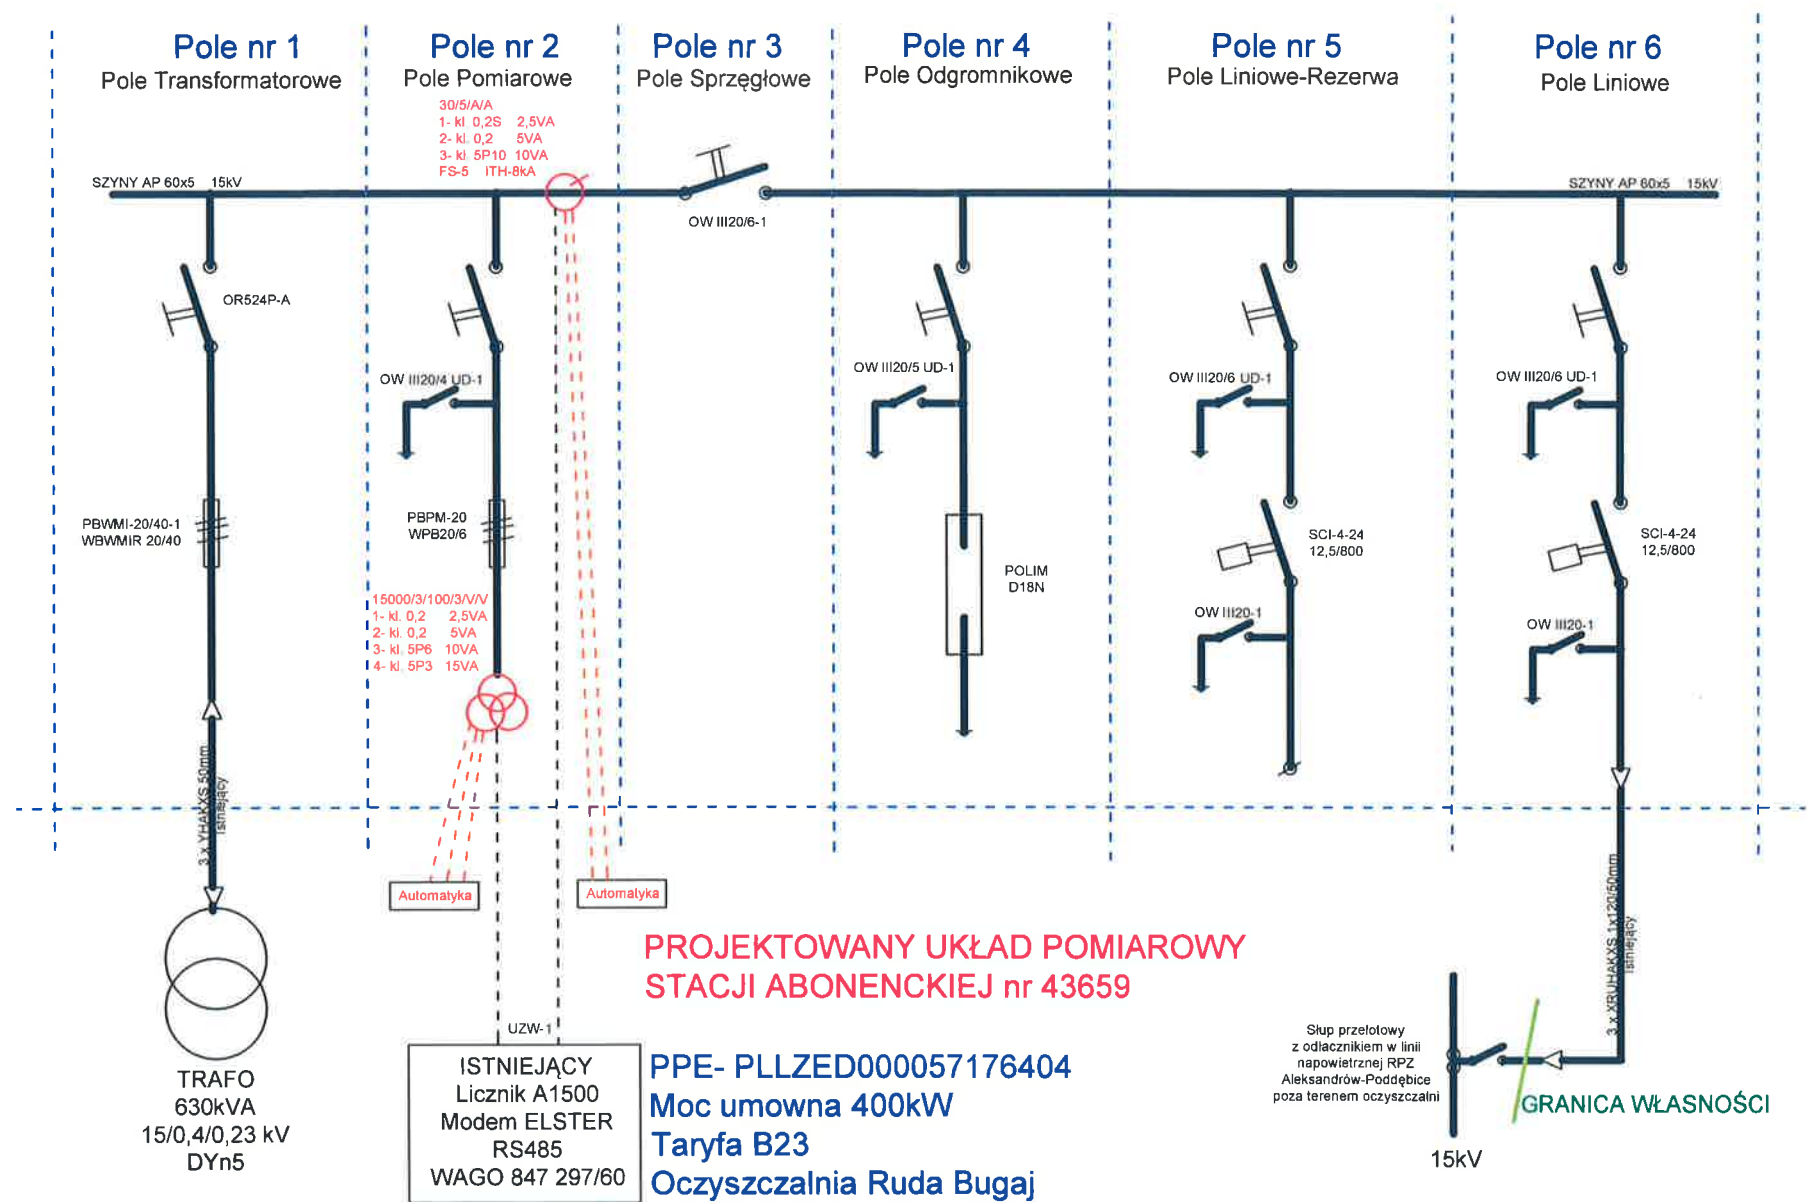 Pole nr 1
Pole Transformatorowe
Pole nr 2
Pole Pomiarowe
Pole nr 3
Pole Sprzęgłowe
Pole nr 4
Pole Odgromnikowe
Pole nr 5
Pole Liniowe-Rezerwa
Pole nr 6
Pole Liniowe
30/5/A/A
1- kl. 0,2S 2,5VA
2- kl. 0,2 5VA
3- kl. 5P10 10VA
FS-5 ITH-8kA
SZYNY AP 60x5 15kV
SZYNY AP 60x5 15kV
OW III20/6-1
OR524P-A
OW III20/4 UD-1
OW III20/5 UD-1
OW III20/6 UD-1
OW III20/6 UD-1
PBWMI-20/40-1
WBWMIR 20/40
PBPM-20
WPB20/6
POLIM
D18N
SCI-4-24
12,5/800
SCI-4-24
12,5/800
15000/3/100/3/V/V
1- kl. 0,2 2,5VA
2- kl. 0,2 5VA
3- kl. 5P6 10VA
4- kl. 5P3 15VA
OW III20-1
OW III20-1
3 x YHAKXS 50mm
Istniejący
Automatyka
Automatyka
3 x XRUHAKXS 1x120/50mm
Istniejący
PROJEKTOWANY UKŁAD POMIAROWY
STACJI ABONENCKIEJ nr 43659
UZW-1
TRAFO
630kVA
15/0,4/0,23 kV
DYn5
ISTNIEJĄCY
Licznik A1500
Modem ELSTER
RS485
WAGO 847 297/60
PPE- PLLZED000057176404
Moc umowna 400kW
Taryfa B23
Oczyszczalnia Ruda Bugaj
Słup przelotowy
z odłacznikiem w linii
napowietrznej RPZ
Aleksandrów-Poddębice
poza terenem oczyszczalni
GRANICA WŁASNOŚCI
15kV